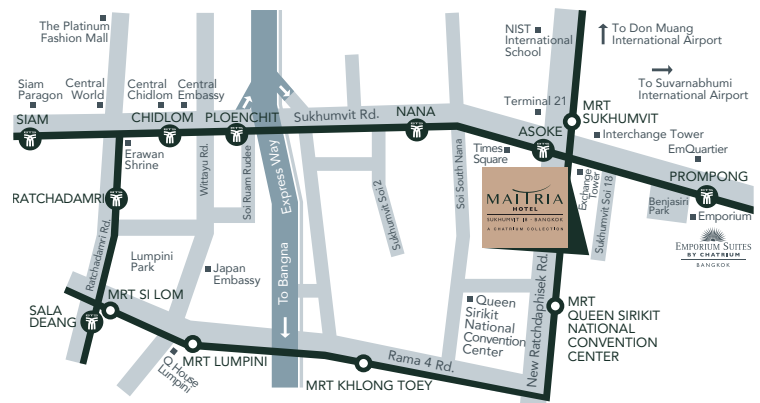 The Platinum
Fashion Mall
NIST
International
School
To Don Muang
International Airport
To Suvarnabhumi
International Airport
Siam
Paragon
Central
World
Central
Chidlom
Central
Embassy
Terminal 21
MRT
SUKHUMVIT
SIAM
CHIDLOM
PLOENCHIT
Sukhumvit Rd.
NANA
ASOKE
Interchange Tower
EmQuartier
Erawan
Shrine
Times
Square
PROMPONG
RATCHADAMRI
Wittayu Rd.
Soi Ruam Rudee
Express Way
Sukhumvit Soi 2
Soi South Nana
MAITRIA
HOTEL
SUKHUMVIT 18 - BANGKOK
A CHATRIUM COLLECTION
Exchange
Tower
Sukhumvit Soi 18
Benjasiri
Park
Emporium
EMPORIUM SUITES
BY CHATRIUM
BANGKOK
Ratchadamri Rd.
Lumpini
Park
Japan
Embassy
To Bangna
New Ratchdaphisek Rd.
MRT SI LOM
SALA
DEANG
Queen
Sirikit
National
Convention
Center
MRT
QUEEN SIRIKIT
NATIONAL
CONVENTION
CENTER
MRT LUMPINI
Q House
Lumpini
Rama 4 Rd.
MRT KHLONG TOEY